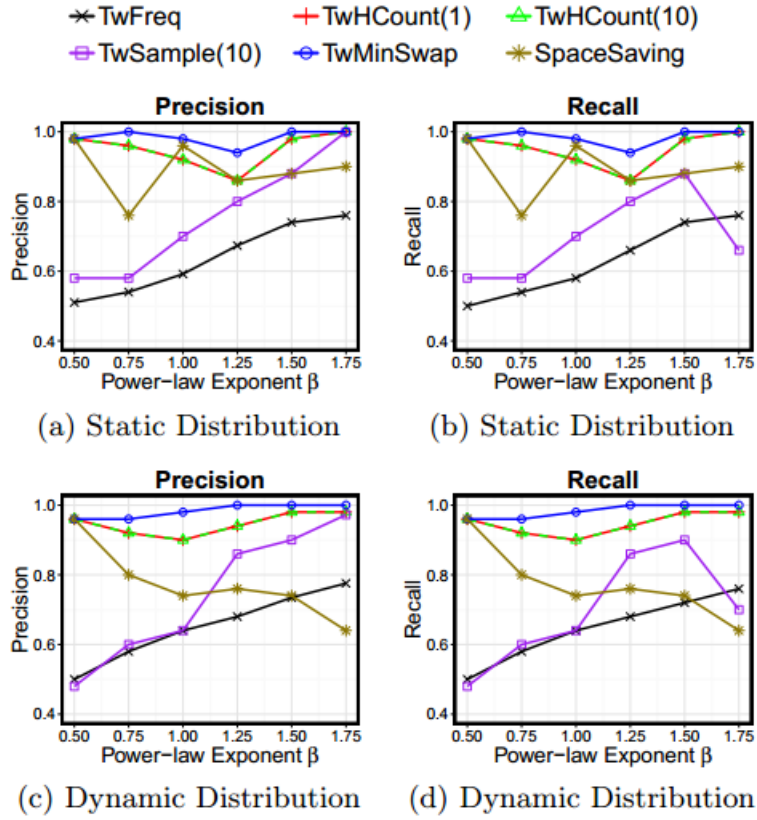 TwFreq TwHCount(1) TwHCount(10)
TwSample(10) TwMinSwap SpaceSaving
Precision Recall
1.0
0.8
0.6
0.4
Precision
0.50 0.75 1.00 1.25 1.50 1.75
Power-law Exponent β
1.0
0.8
0.6
0.4
Recall
0.50 0.75 1.00 1.25 1.50 1.75
Power-law Exponent β
(a) Static Distribution (b) Static Distribution
Precision Recall
1.0
0.8
0.6
0.4
Precision
0.50 0.75 1.00 1.25 1.50 1.75
Power-law Exponent β
1.0
0.8
0.6
0.4
Recall
0.50 0.75 1.00 1.25 1.50 1.75
Power-law Exponent β
(c) Dynamic Distribution (d) Dynamic Distribution